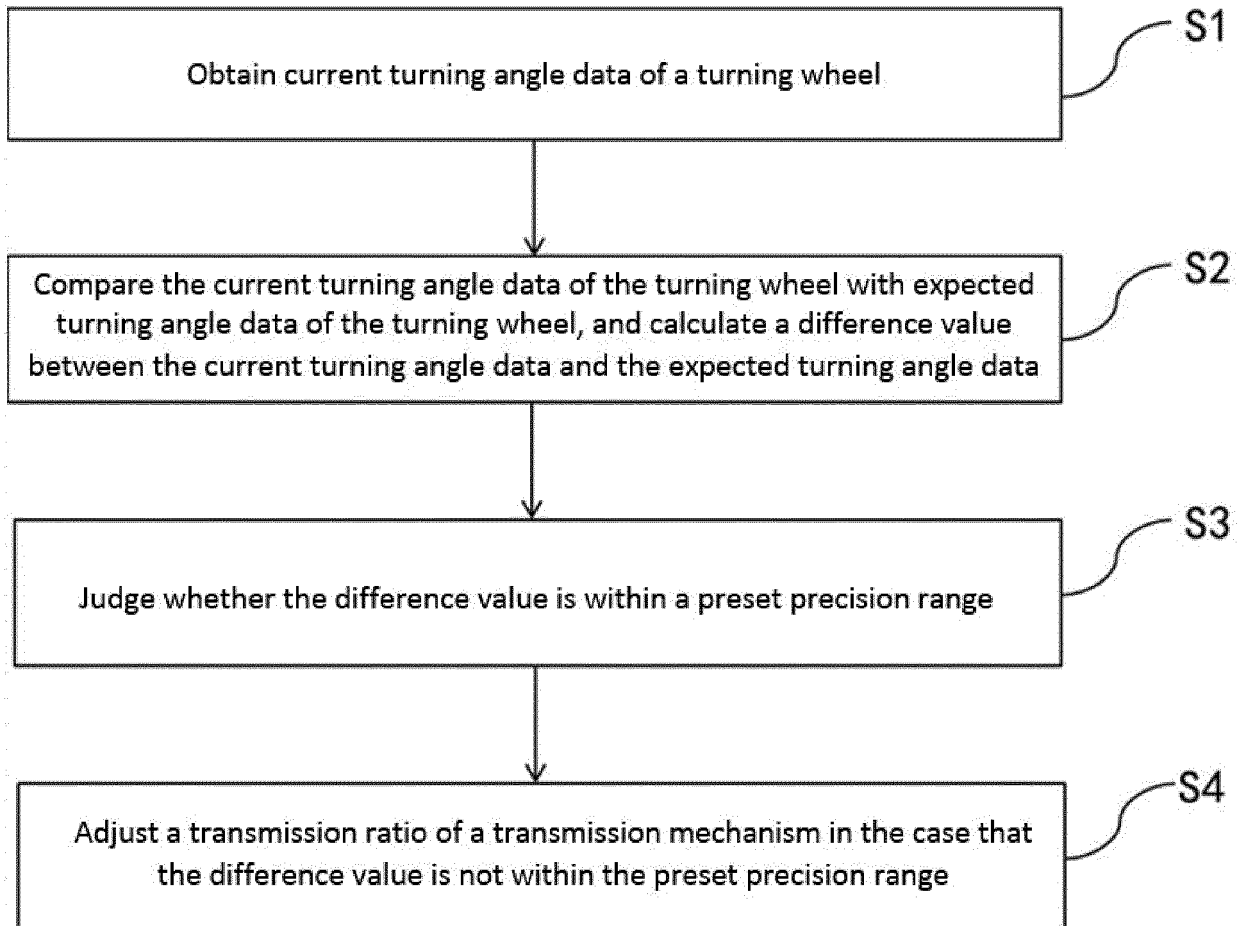 S1
Obtain current turning angle data of a turning wheel
S2
Compare the current turning angle data of the turning wheel with expected
turning angle data of the turning wheel, and calculate a difference value
between the current turning angle data and the expected turning angle data
S3
Judge whether the difference value is within a preset precision range
S4
Adjust a transmission ratio of a transmission mechanism in the case that
the difference value is not within the preset precision range